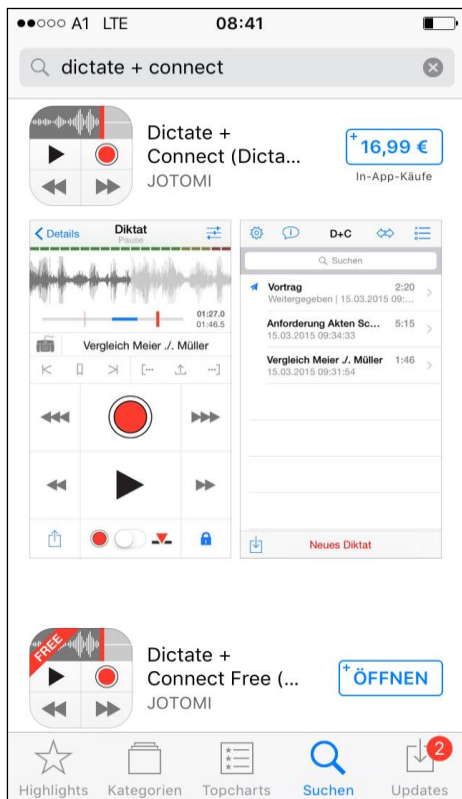 A1 LTE 08:41
dictate + connect
Dictate +
Connect (Dicta...
JOTOMI
+16,99 €
In-App-Käufe
Details Diktat
Pause
01:27.0
01:46.5
Vergleich Meier ./. Müller
D+C
Suchen
Vortrag 2:20
Weitergegeben | 15.03.2015 09:...
Anforderung Akten Sc... 5:15
15.03.2015 09:34:33
Vergleich Meier ./. Müller 1:46
15.03.2015 09:31:54
Neues Diktat
FREE
Dictate +
Connect Free (...
JOTOMI
+ÖFFNEN
2
Highlights Kategorien Topcharts Suchen Updates